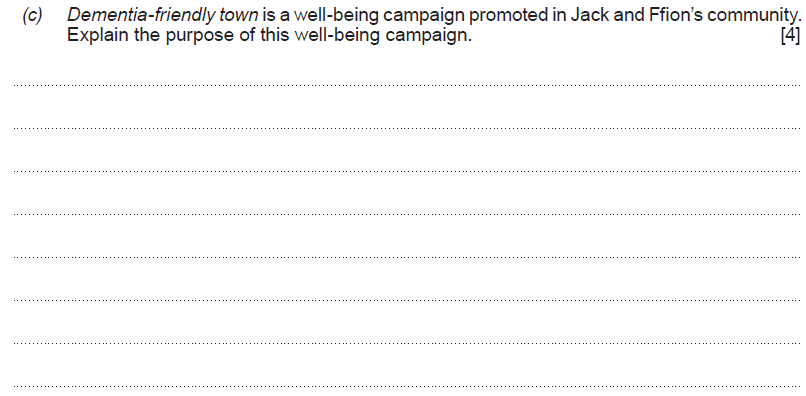 (c) Dementia-friendly town is a well-being campaign promoted in Jack and Ffion's community.
Explain the purpose of this well-being campaign. [4]